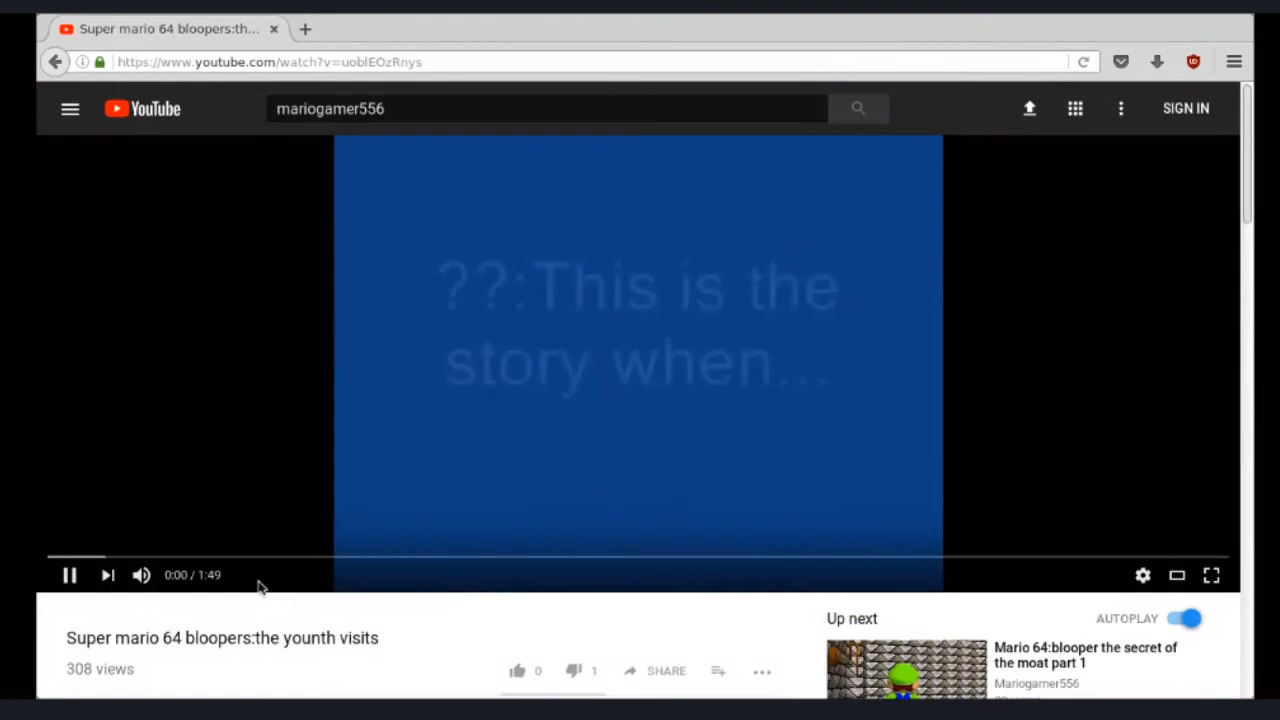 Super mario 64 bloopers:th...
https://www.youtube.com/watch?v=uoblEOzRnys
YouTube
mariogamer556
SIGN IN
??:This is the
story when...
0:00 / 1:49
Super mario 64 bloopers:the younth visits
308 views
0
1
SHARE
Up next
AUTOPLAY
Mario 64:blooper the secret of
the moat part 1
Mariogamer556